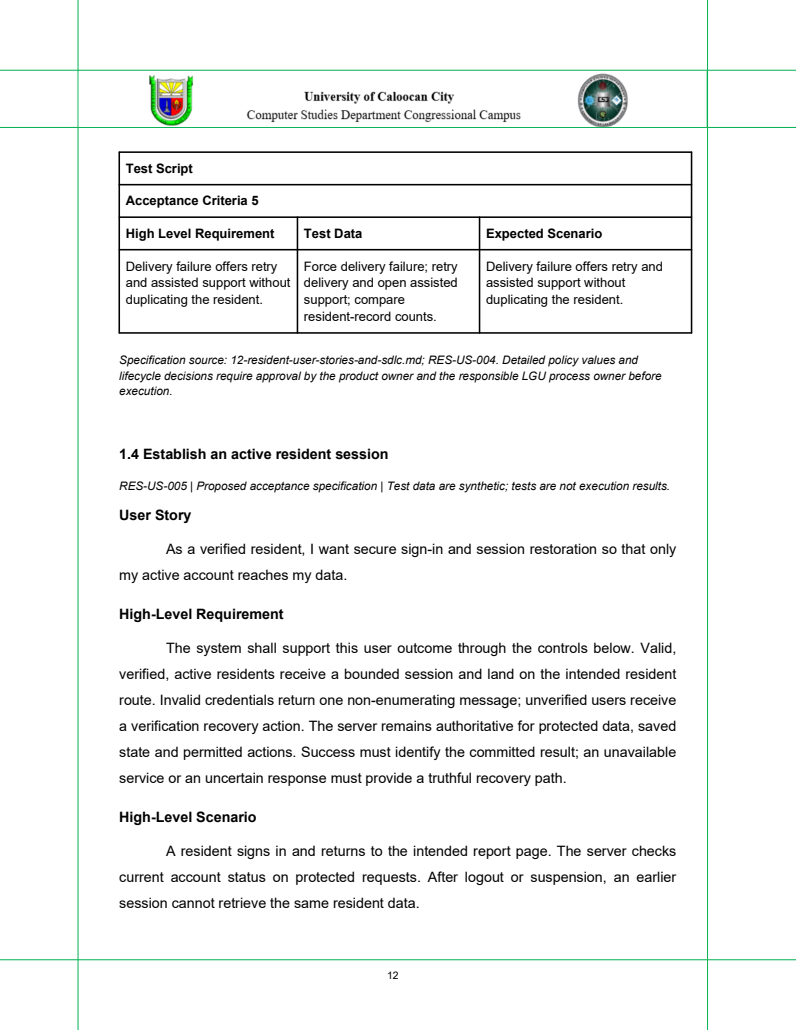 University of Caloocan City
Computer Studies Department Congressional Campus
Test Script
Acceptance Criteria 5
High Level Requirement
Test Data
Expected Scenario
Delivery failure offers retry
and assisted support without
duplicating the resident.
Force delivery failure; retry
delivery and open assisted
support; compare
resident-record counts.
Delivery failure offers retry and
assisted support without
duplicating the resident.
Specification source: 12-resident-user-stories-and-sdlc.md; RES-US-004. Detailed policy values and
lifecycle decisions require approval by the product owner and the responsible LGU process owner before
execution.
1.4 Establish an active resident session
RES-US-005 | Proposed acceptance specification | Test data are synthetic; tests are not execution results.
User Story
As a verified resident, I want secure sign-in and session restoration so that only
my active account reaches my data.
High-Level Requirement
The system shall support this user outcome through the controls below. Valid,
verified, active residents receive a bounded session and land on the intended resident
route. Invalid credentials return one non-enumerating message; unverified users receive
a verification recovery action. The server remains authoritative for protected data, saved
state and permitted actions. Success must identify the committed result; an unavailable
service or an uncertain response must provide a truthful recovery path.
High-Level Scenario
A resident signs in and returns to the intended report page. The server checks
current account status on protected requests. After logout or suspension, an earlier
session cannot retrieve the same resident data.
12